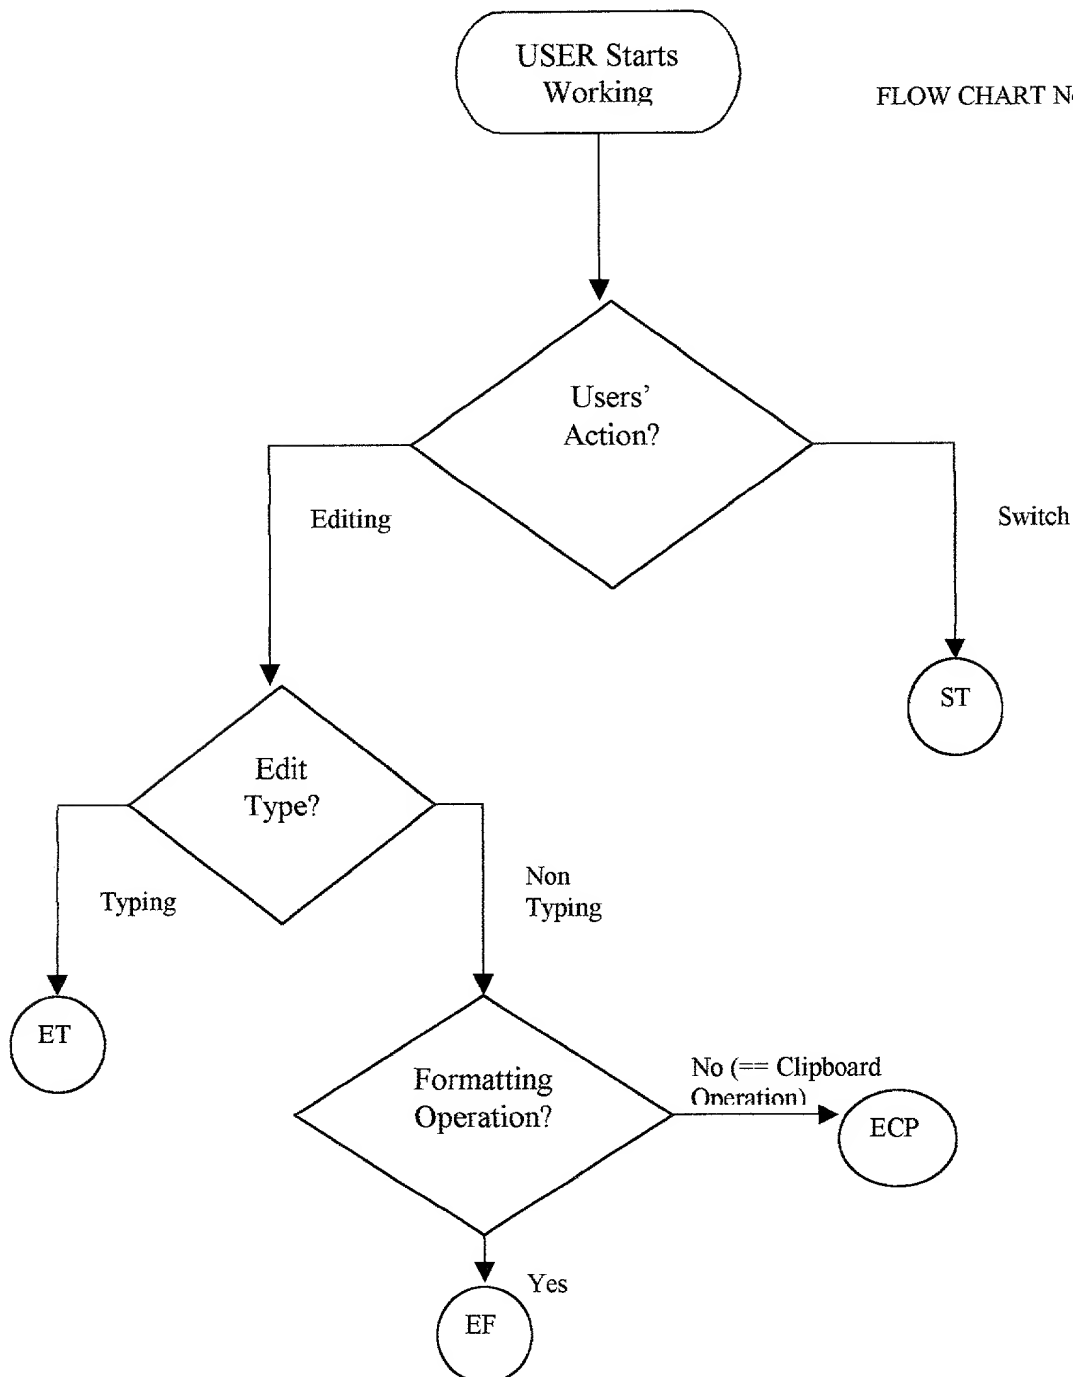 USER Starts
Working
FLOW CHART
Users'
Action?
Editing
Switch
ST
Edit
Type?
Typing
Non
Typing
ET
Formatting
Operation?
No (== Clipboard
Operation)
ECP
Yes
EF